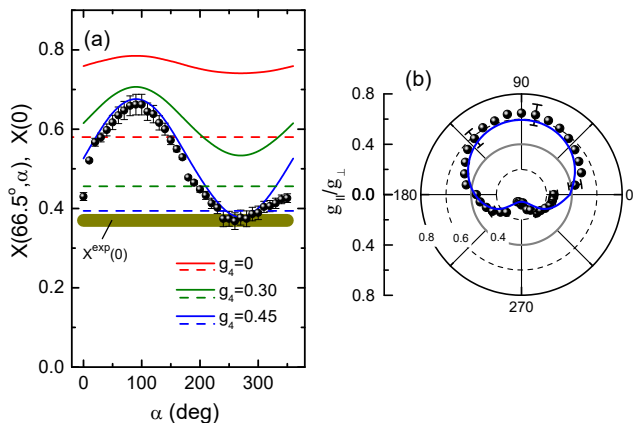 (a)
X(66.5°,α), X(0)
0.8
0.6
0.4
0.2
0.0
X^exp(0)
g₄=0
g₄=0.30
g₄=0.45
0 100 200 300
α (deg)
(b)
g||/g⊥
0.8
0.4
0.0
0.4
0.8
90
180
0
270
0.8 0.6 0.4